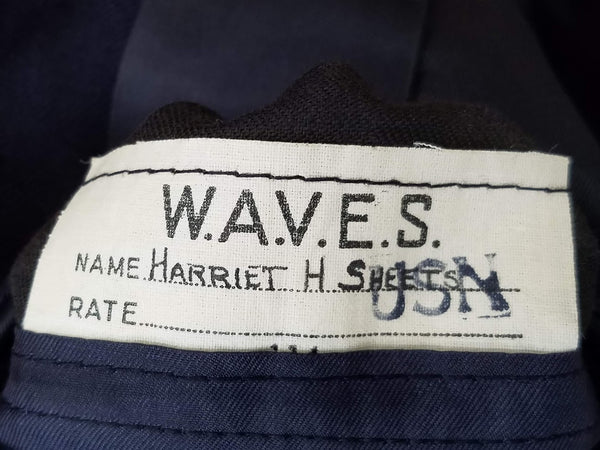 W.A.V.E.S.
NAME HARRIET H SHEETS
USN
RATE